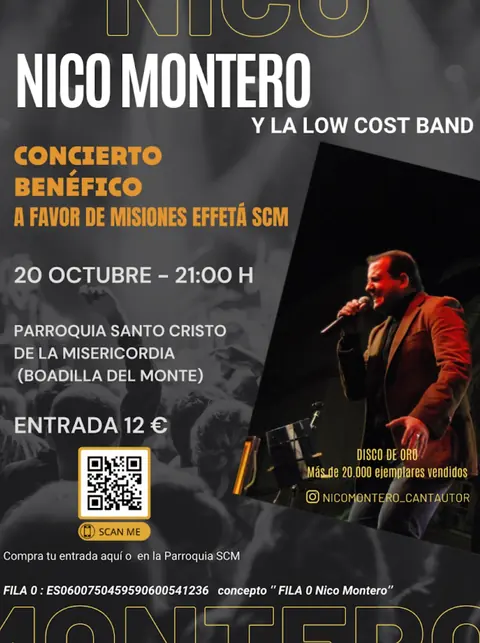 NICO
NICO MONTERO
Y LA LOW COST BAND
CONCIERTO
BENÉFICO
A FAVOR DE MISIONES EFFETÁ SCM
20 OCTUBRE - 21:00 H
PARROQUIA SANTO CRISTO
DE LA MISERICORDIA
(BOADILLA DEL MONTE)
ENTRADA 12 €
DISCO DE ORO
Más de 20.000 ejemplares vendidos
NICOMONTERO_CANTAUTOR
SCAN ME
Compra tu entrada aquí o en la Parroquia SCM
FILA 0 : ES0600750459590600541236 concepto " FILA 0 Nico Montero"
MONTERO